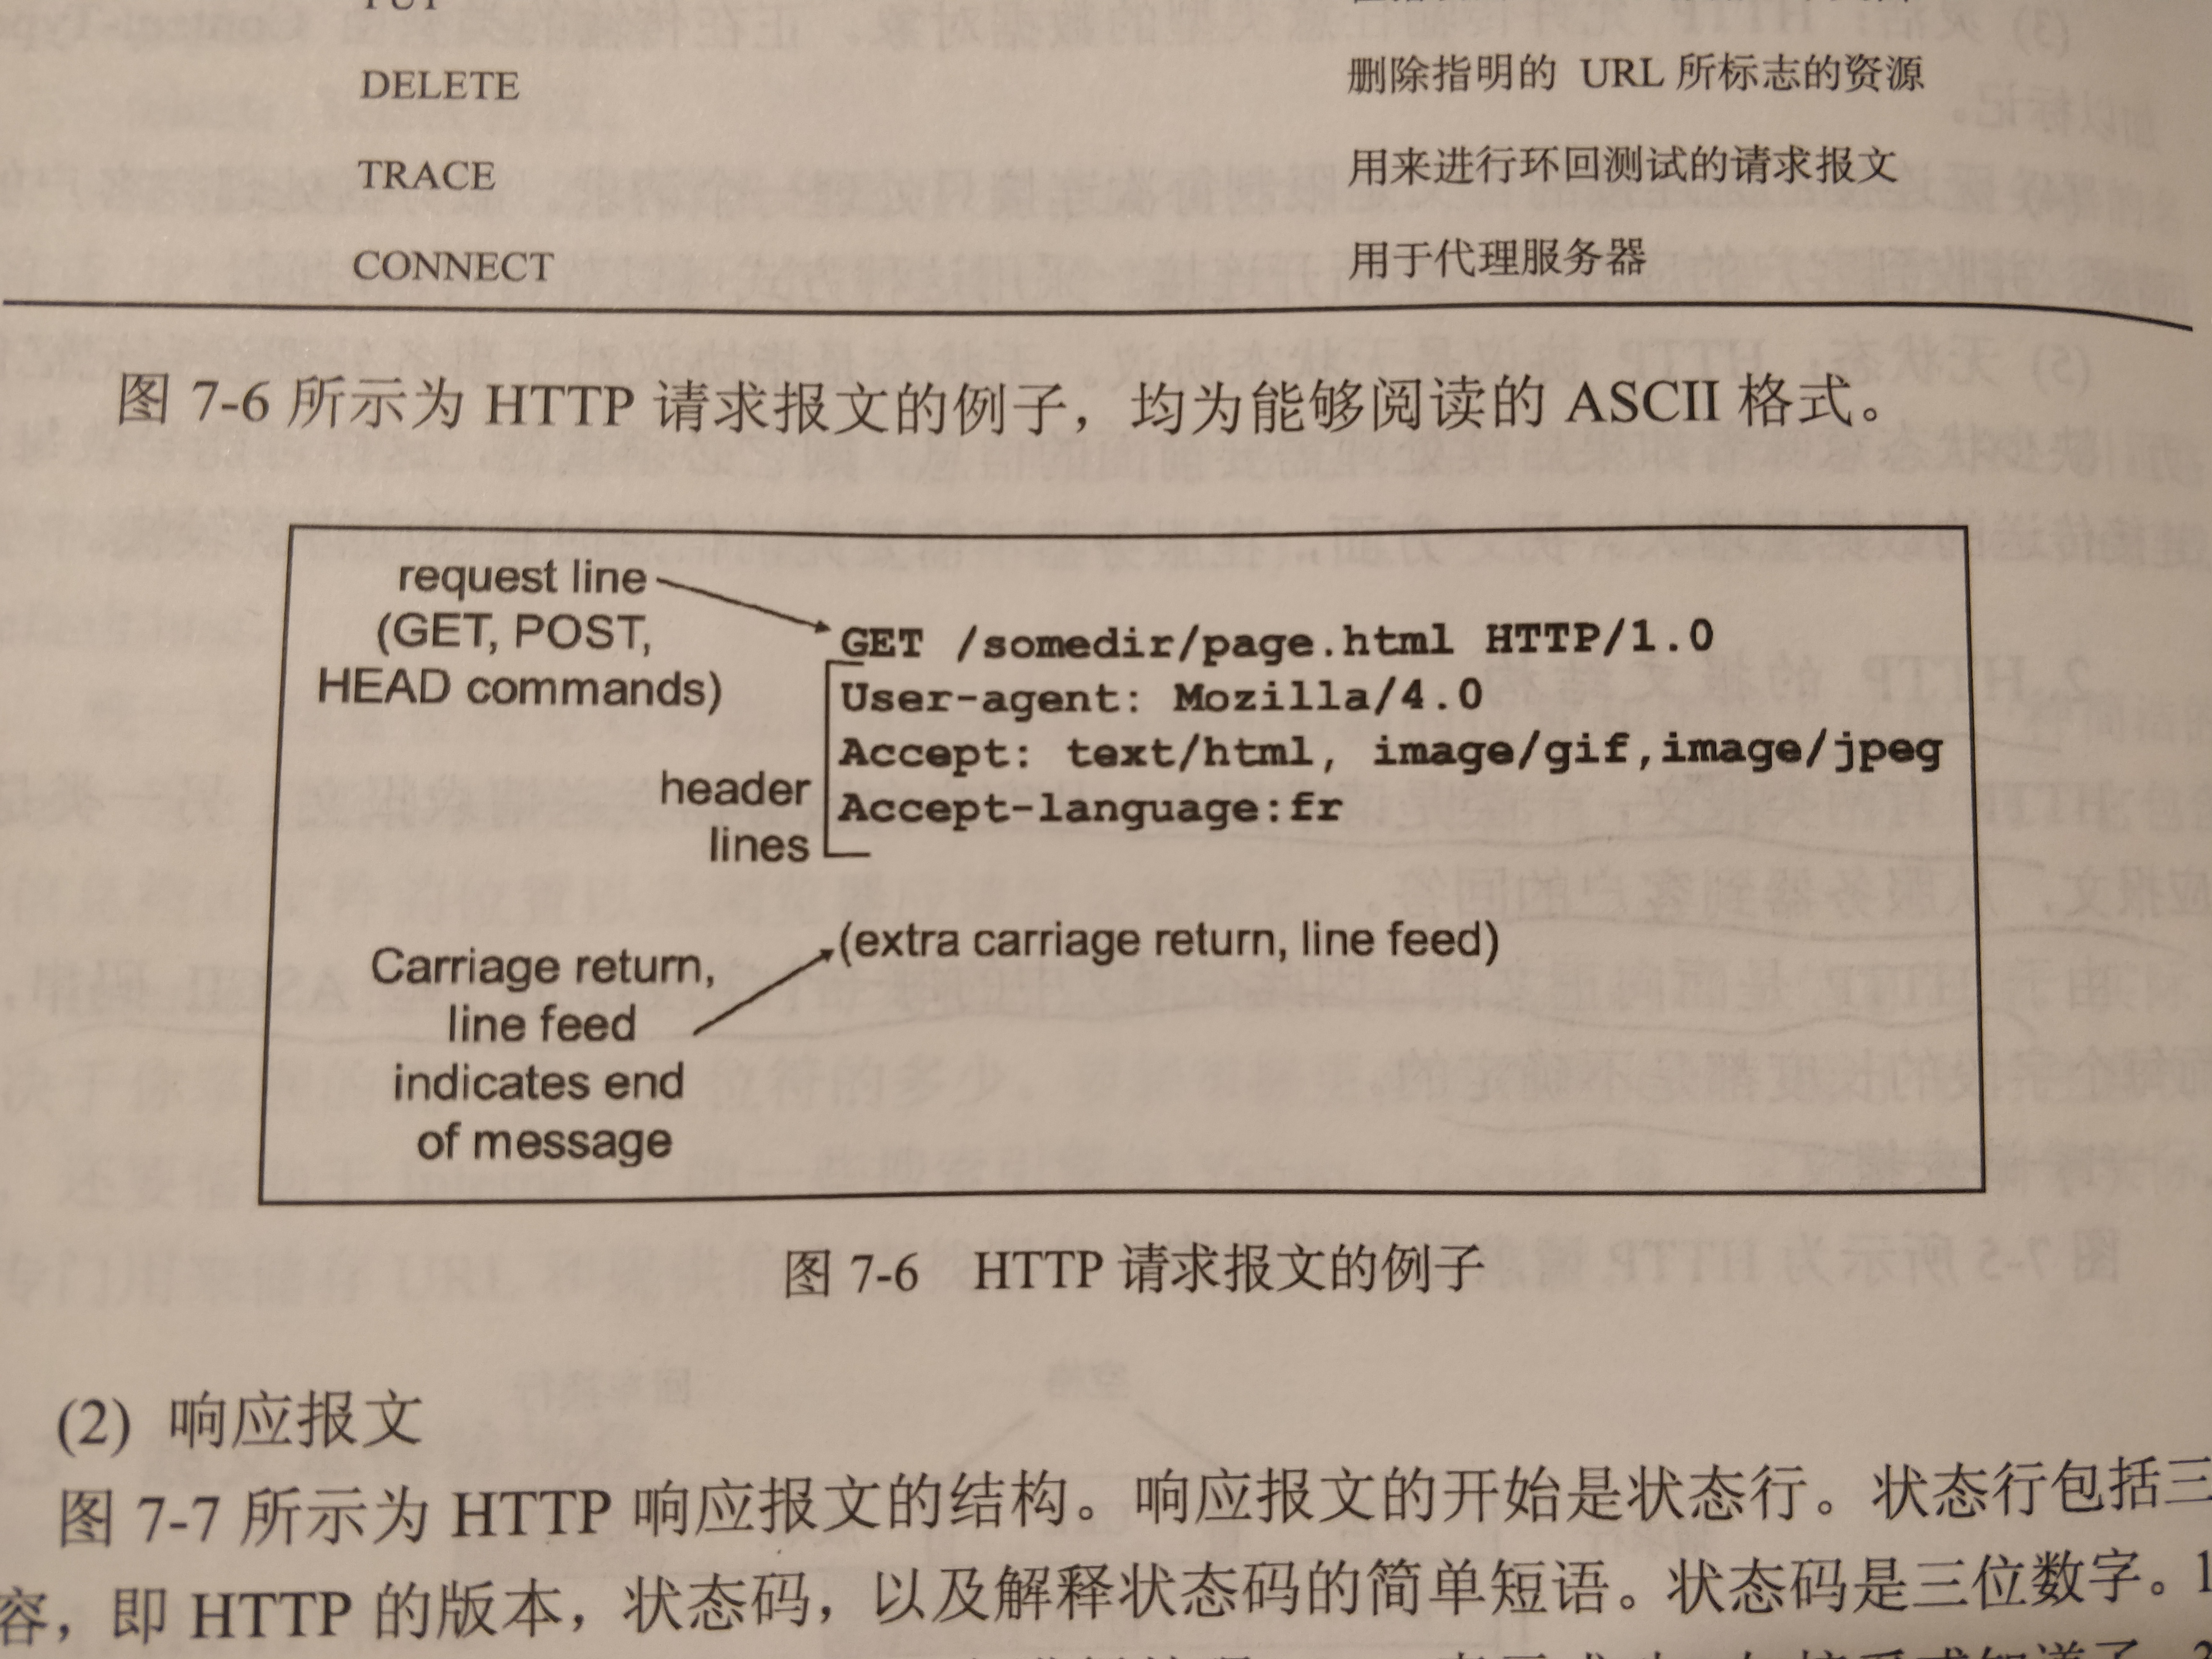 PUT
DELETE 删除指明的 URL 所标志的资源
TRACE 用来进行环回测试的请求报文
CONNECT 用于代理服务器
图 7-6 所示为 HTTP 请求报文的例子，均为能够阅读的 ASCII 格式。
request line
(GET, POST,
HEAD commands)
GET /somedir/page.html HTTP/1.0
User-agent: Mozilla/4.0
Accept: text/html, image/gif,image/jpeg
Accept-language:fr
header
lines
(extra carriage return, line feed)
Carriage return,
line feed
indicates end
of message
图 7-6 HTTP 请求报文的例子
(2) 响应报文
图 7-7 所示为 HTTP 响应报文的结构。响应报文的开始是状态行。状态行包括三
容，即 HTTP 的版本，状态码，以及解释状态码的简单短语。状态码是三位数字。1